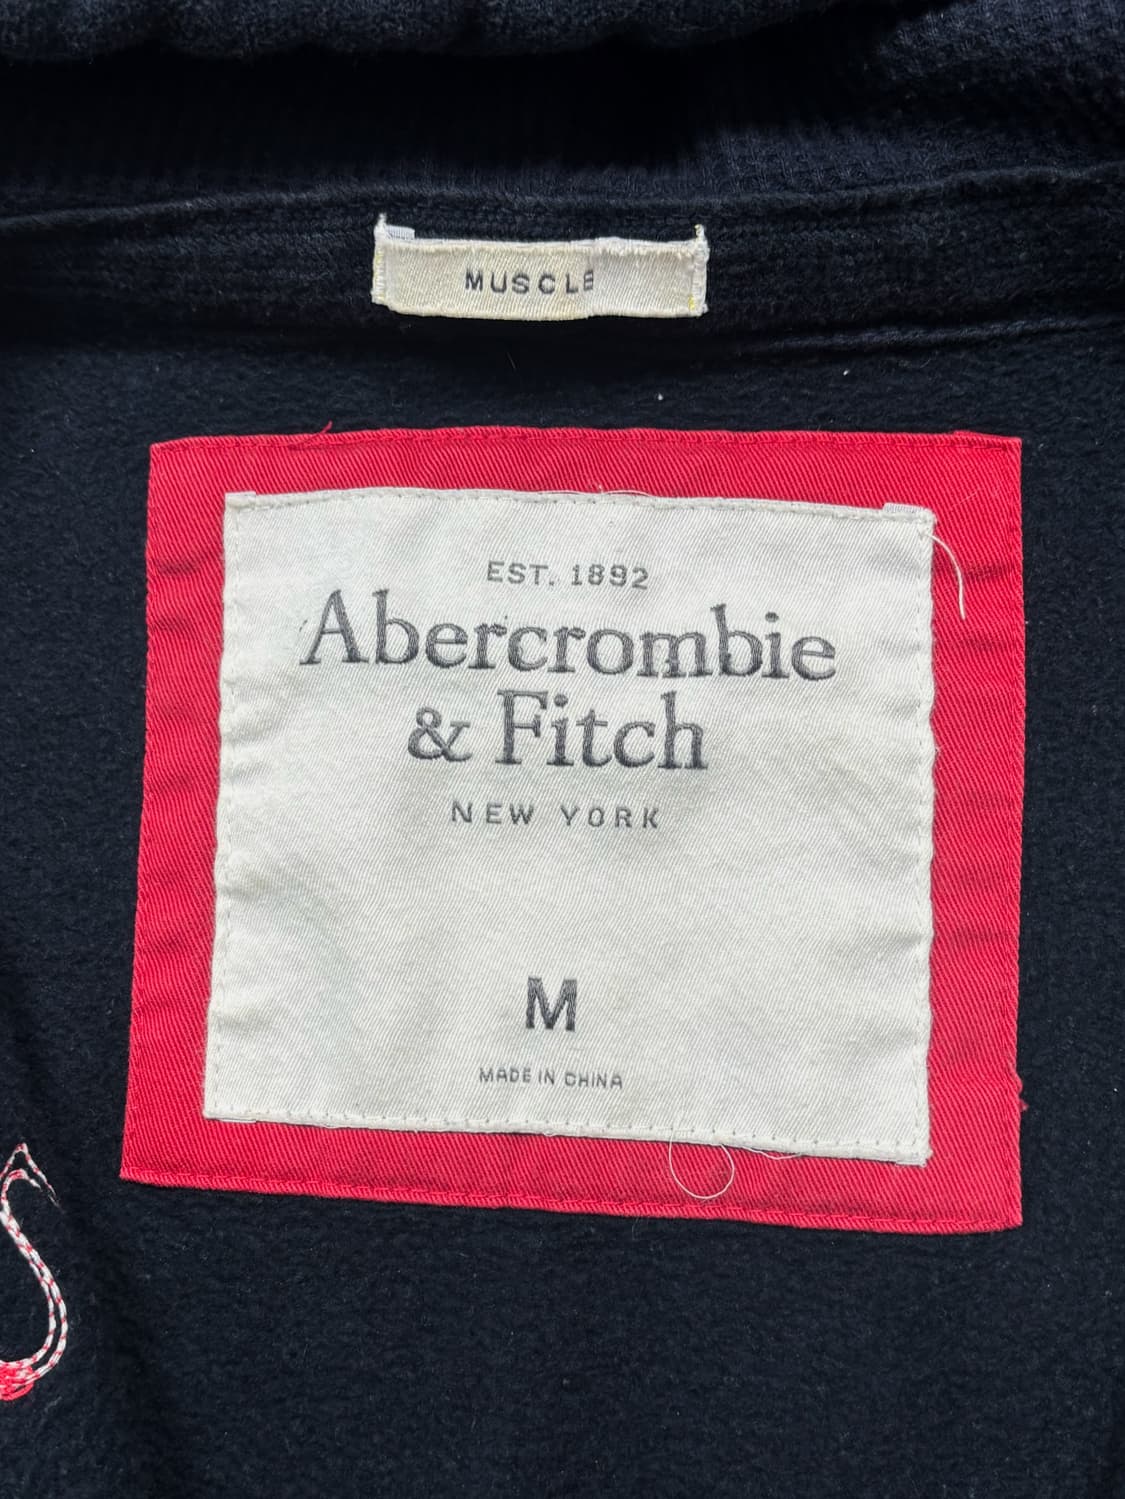 MUSCLE
EST. 1892
Abercrombie
& Fitch
NEW YORK
M
MADE IN CHINA